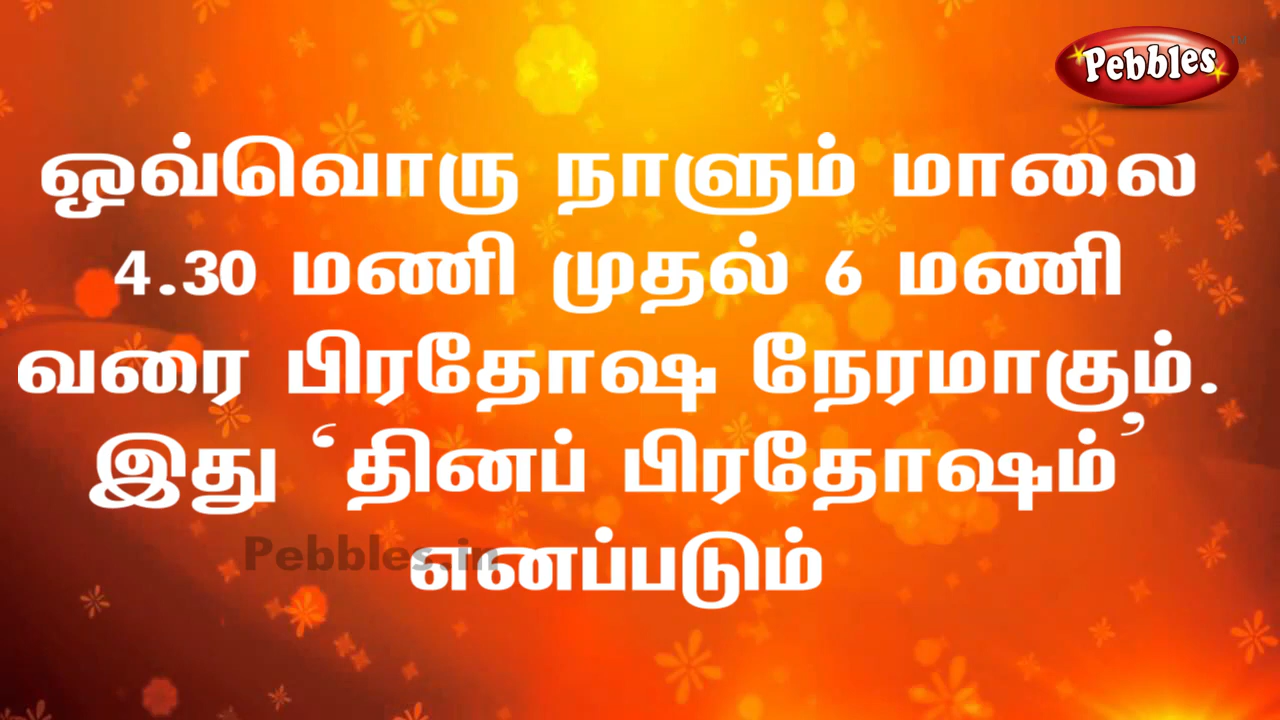 Pebbles
ஒவ்வொரு நாளும் மாலை
4.30 மணி முதல் 6 மணி
வரை பிரதோஷ நேரமாகும்.
இது ‘தினப் பிரதோஷம்’
எனப்படும்
Pebbles.in